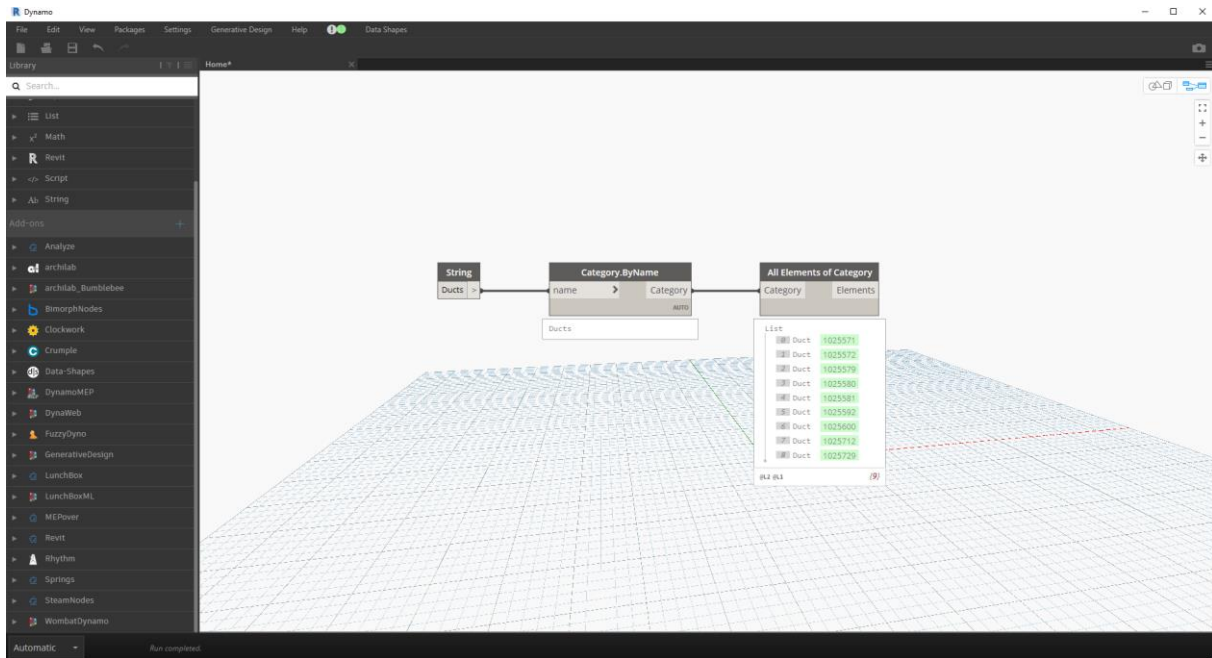 Dynamo
File Edit View Packages Settings Generative Design Help Data Shapes
Library
Home*
Search...
List
Math
Revit
Script
String
Add-ons
Analyze
archilab
archilab_Bumblebee
BimorphNodes
Clockwork
Crumple
Data-Shapes
DynamoMEP
DynaWeb
FuzzyDyno
GenerativeDesign
LunchBox
LunchBoxML
MEPover
Revit
Rhythm
Springs
SteamNodes
WombatDynamo
String
Ducts >
Category.ByName
name > Category
AUTO
Ducts
All Elements of Category
Category Elements
List
0 Duct 1025571
1 Duct 1025572
2 Duct 1025579
3 Duct 1025580
4 Duct 1025581
5 Duct 1025592
6 Duct 1025600
7 Duct 1025712
8 Duct 1025729
@L2 @L1 {9}
Automatic Run completed.